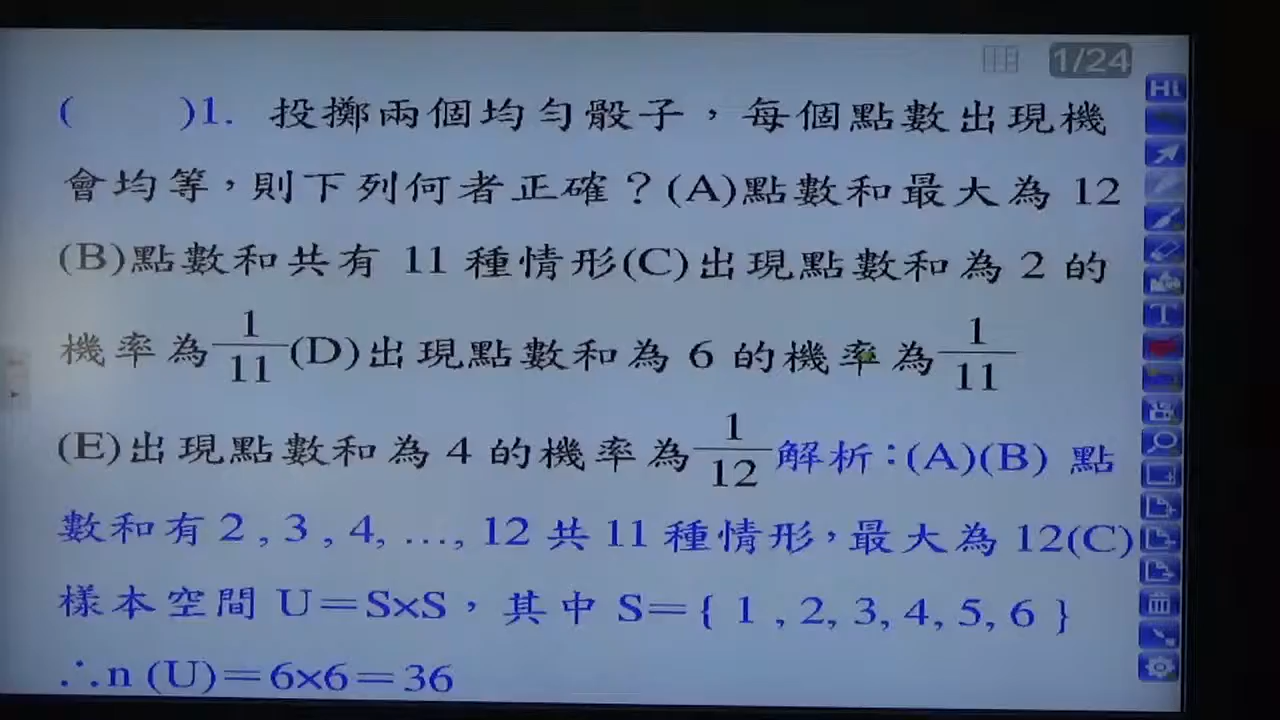 1/24
( )1. 投擲兩個均勻骰子，每個點數出現機
會均等，則下列何者正確？(A)點數和最大為 12
(B)點數和共有 11 種情形(C)出現點數和為 2 的
機率為 1/11 (D)出現點數和為 6 的機率為 1/11
(E)出現點數和為 4 的機率為 1/12 解析：(A)(B) 點
數和有 2 , 3 , 4, …, 12 共 11 種情形，最大為 12(C)
樣本空間 U＝S×S， 其中 S＝{ 1 , 2, 3, 4, 5, 6 }
∴n (U)＝6×6＝36